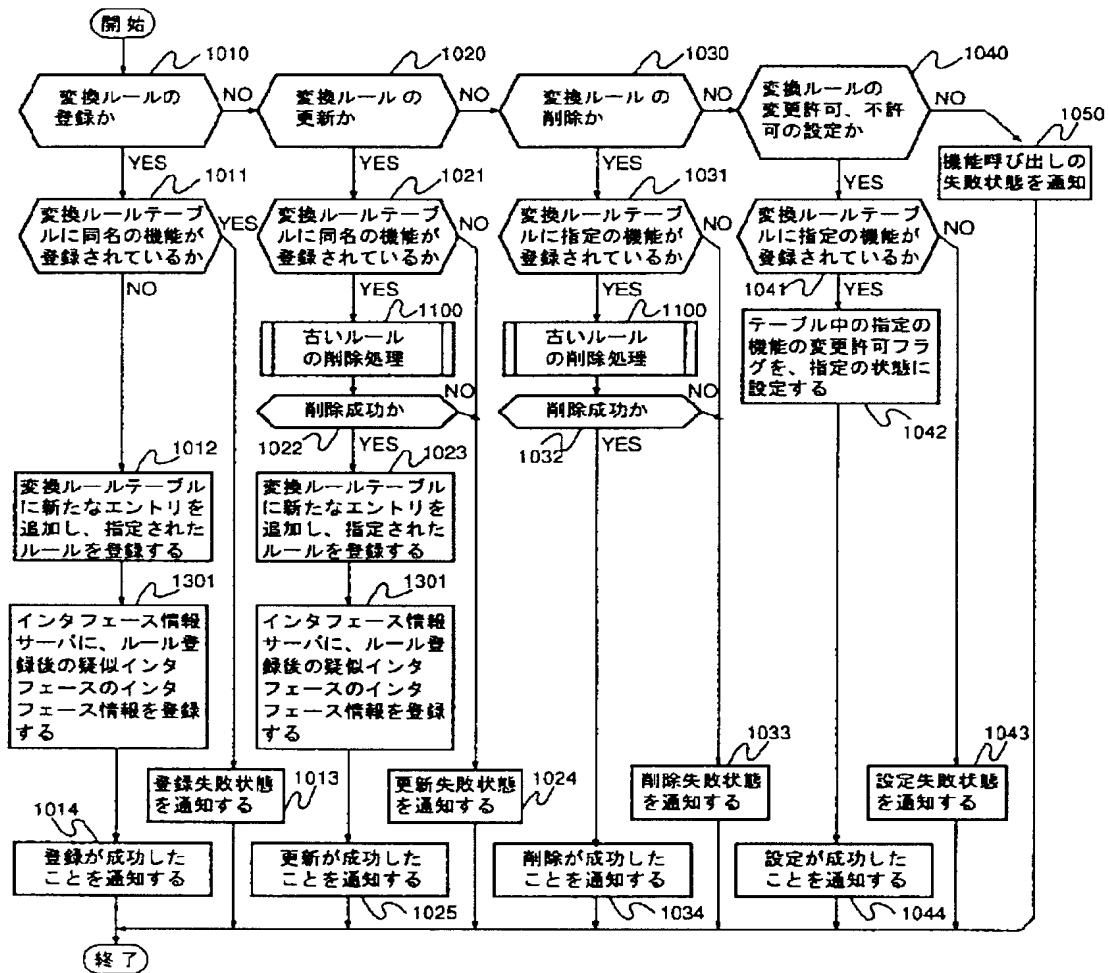 開始
1010
変換ルールの
登録か
NO
YES
1020
変換ルールの
更新か
NO
YES
1030
変換ルールの
削除か
NO
YES
1040
変換ルールの
変更許可、不許
可の設定か
NO
YES
1050
機能呼び出しの
失敗状態を通知
1011
変換ルールテーブ
ルに同名の機能が
登録されているか
YES
NO
1021
変換ルールテーブ
ルに同名の機能が
登録されているか
NO
YES
1031
変換ルールテーブ
ルに指定の機能が
登録されているか
NO
YES
変換ルールテーブ
ルに指定の機能が
登録されているか
NO
1041
YES
1100
古いルール
の削除処理
1100
古いルール
の削除処理
テーブル中の指定の
機能の変更許可フラ
グを、指定の状態に
設定する
1042
削除成功か
NO
1022
YES
削除成功か
NO
1032
YES
1012
変換ルールテーブル
に新たなエントリを
追加し、指定された
ルールを登録する
1023
変換ルールテーブル
に新たなエントリを
追加し、指定された
ルールを登録する
1301
インタフェース情報
サーバに、ルール登
録後の疑似インタ
フェースのインタ
フェース情報を登録
する
1301
インタフェース情報
サーバに、ルール登
録後の疑似インタ
フェースのインタ
フェース情報を登録
する
登録失敗状態
を通知する
1013
更新失敗状態
を通知する
1024
1033
削除失敗状態
を通知する
1043
設定失敗状態
を通知する
1014
登録が成功した
ことを通知する
更新が成功した
ことを通知する
1025
削除が成功した
ことを通知する
1034
設定が成功した
ことを通知する
1044
終了